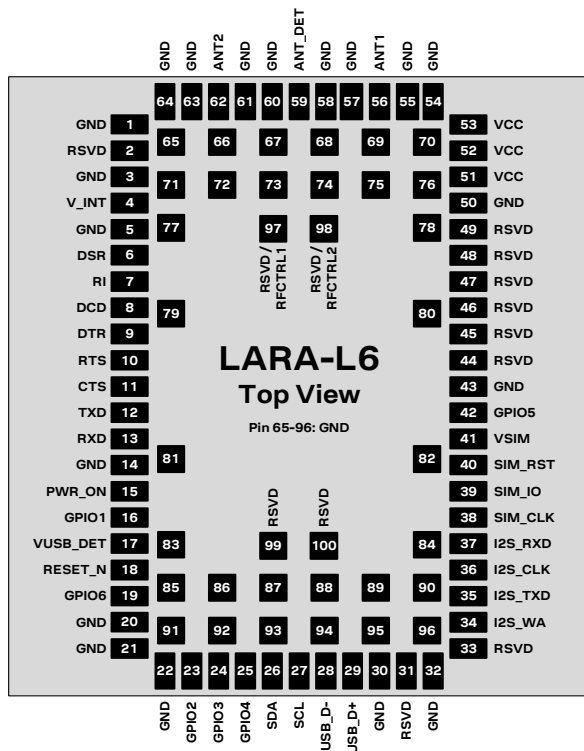 GND GND ANT2 GND GND ANT_DET GND GND ANT1 GND GND
64 63 62 61 60 59 58 57 56 55 54
GND 1 53 VCC
65 66 67 68 69 70
RSVD 2 52 VCC
GND 3 51 VCC
71 72 73 74 75 76
V_INT 4 50 GND
GND 5 77 97 98 78 49 RSVD
RSVD / RFCTRL1 RSVD / RFCTRL2
DSR 6 48 RSVD
RI 7 47 RSVD
DCD 8 79 80 46 RSVD
DTR 9 45 RSVD
LARA-L6
RTS 10 44 RSVD
CTS 11 43 GND
Top View
TXD 12 42 GPIO5
Pin 65-96: GND
RXD 13 41 VSIM
GND 14 81 82 40 SIM_RST
PWR_ON 15 39 SIM_IO
GPIO1 16 RSVD RSVD 38 SIM_CLK
VUSB_DET 17 83 99 100 84 37 I2S_RXD
RESET_N 18 36 I2S_CLK
85 86 87 88 89 90
GPIO6 19 35 I2S_TXD
GND 20 34 I2S_WA
91 92 93 94 95 96
GND 21 33 RSVD
22 23 24 25 26 27 28 29 30 31 32
GND GPIO2 GPIO3 GPIO4 SDA SCL USB_D- USB_D+ GND RSVD GND